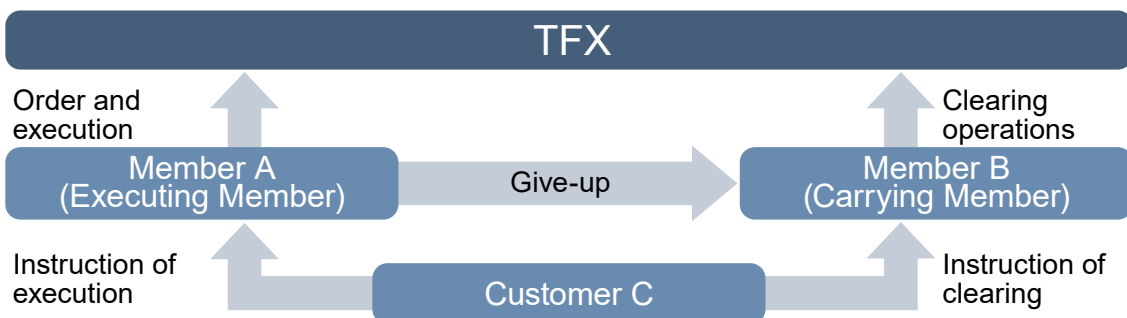 TFX
Order and
execution
Clearing
operations
Member A
(Executing Member)
Give-up
Member B
(Carrying Member)
Instruction of
execution
Customer C
Instruction of
clearing